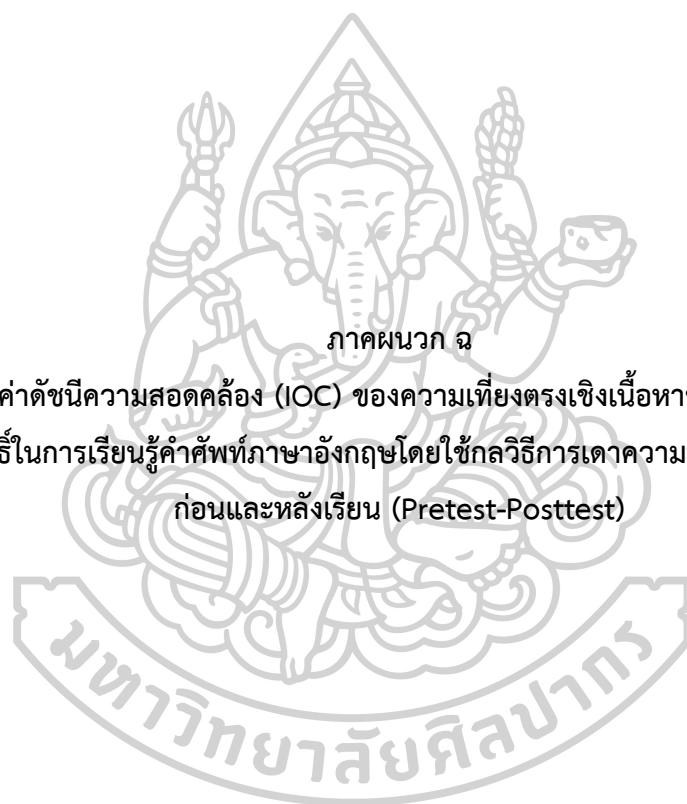 ภาคผนวก ฉ
ค่าดัชนีความสอดคล้อง (IOC) ของความเที่ยงตรงเชิงเนื้อหา
ในการเรียนรู้คำศัพท์ภาษาอังกฤษโดยใช้กลวิธีการเดาความ
ก่อนและหลังเรียน (Pretest-Posttest)
มหาวิทยาลัยศิลปากร